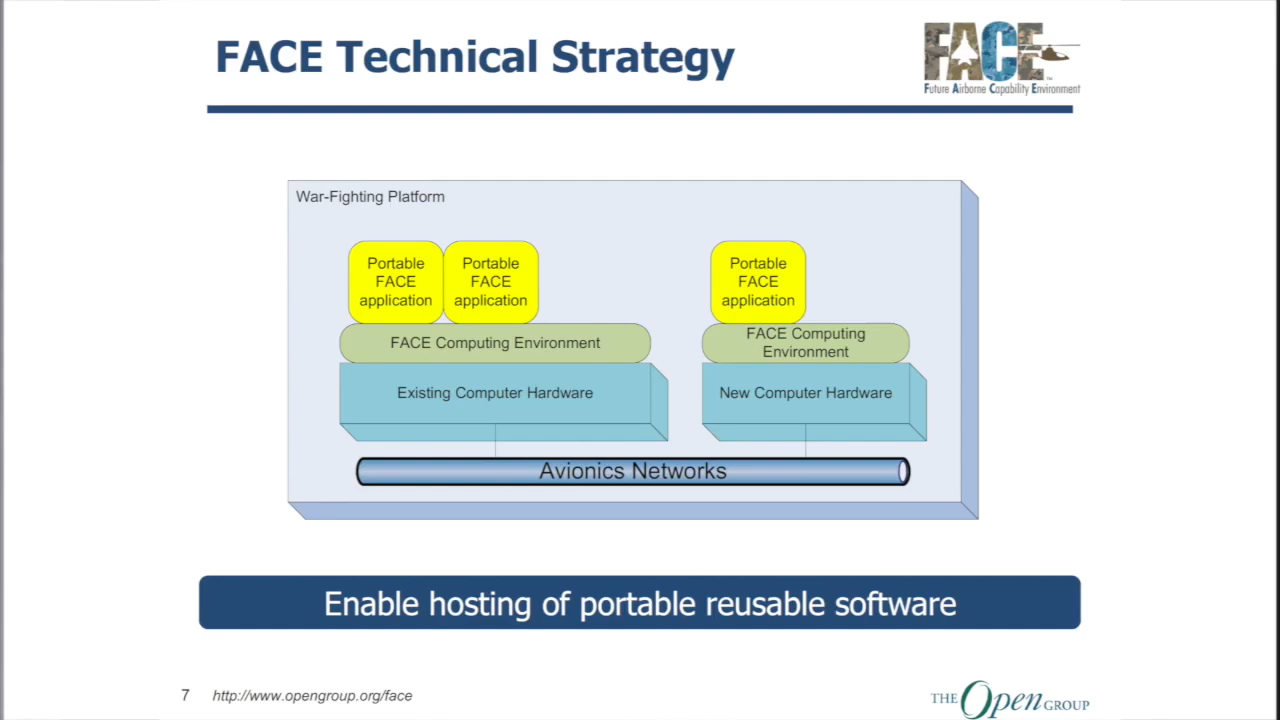 FACE Technical Strategy
FACE
™
Future Airborne Capability Environment
War-Fighting Platform
Portable
FACE
application
Portable
FACE
application
Portable
FACE
application
FACE Computing Environment
FACE Computing
Environment
Existing Computer Hardware
New Computer Hardware
Avionics Networks
Enable hosting of portable reusable software
7
http://www.opengroup.org/face
THE Open GROUP